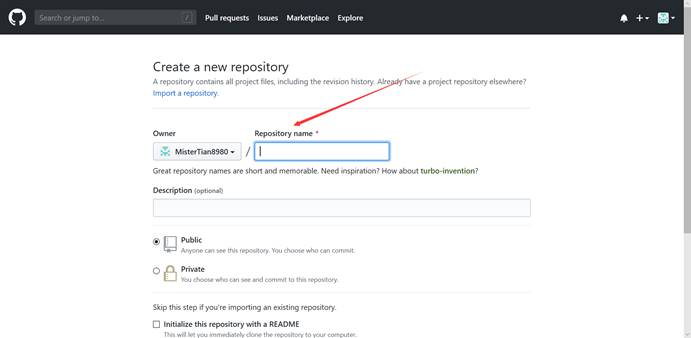 Search or jump to...
/
Pull requests Issues Marketplace Explore
Create a new repository
A repository contains all project files, including the revision history. Already have a project repository elsewhere?
Import a repository.
Owner Repository name *
MisterTian8980 /
Great repository names are short and memorable. Need inspiration? How about turbo-invention?
Description (optional)
Public
Anyone can see this repository. You choose who can commit.
Private
You choose who can see and commit to this repository.
Skip this step if you're importing an existing repository.
Initialize this repository with a README
This will let you immediately clone the repository to your computer.